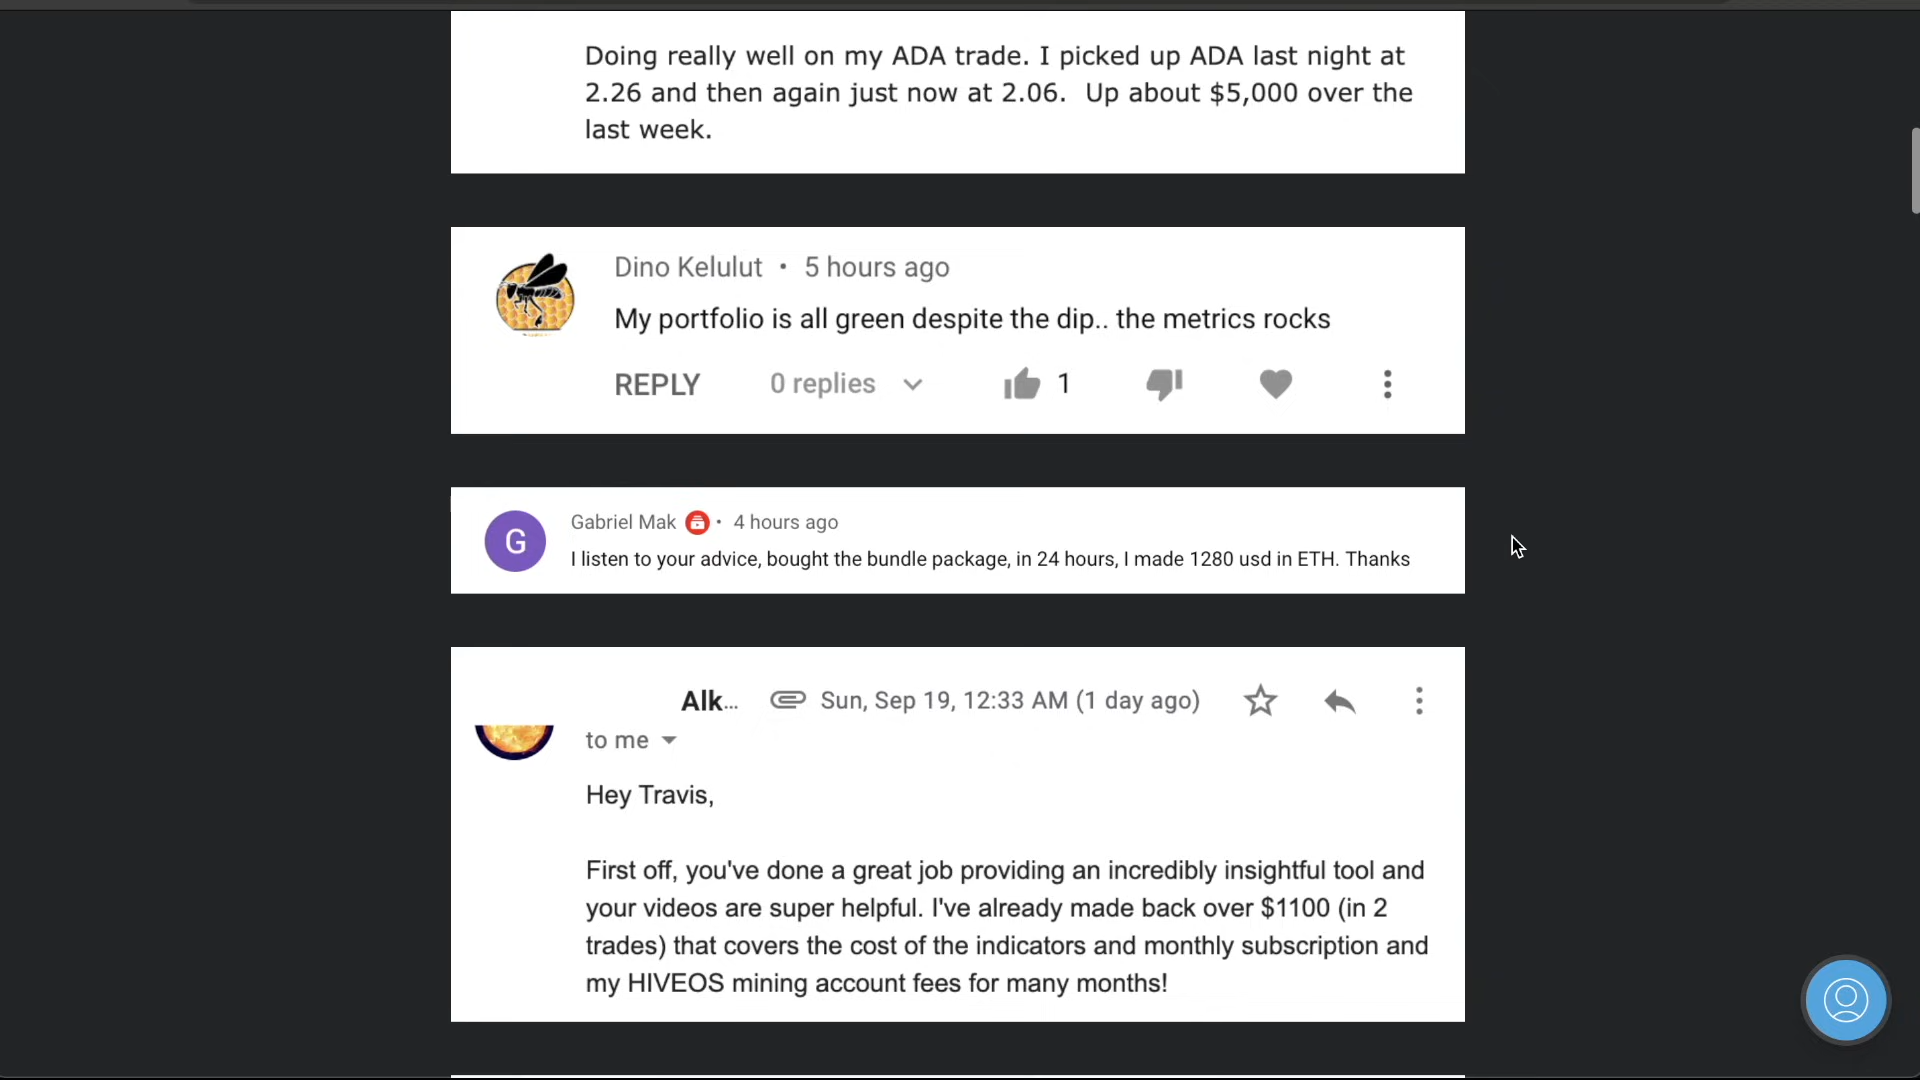 Doing really well on my ADA trade. I picked up ADA last night at
2.26 and then again just now at 2.06.  Up about $5,000 over the
last week.
Dino Kelulut • 5 hours ago
My portfolio is all green despite the dip.. the metrics rocks
REPLY 0 replies 1
G
Gabriel Mak • 4 hours ago
I listen to your advice, bought the bundle package, in 24 hours, I made 1280 usd in ETH. Thanks
Alk... Sun, Sep 19, 12:33 AM (1 day ago)
to me
Hey Travis,
First off, you've done a great job providing an incredibly insightful tool and
your videos are super helpful. I've already made back over $1100 (in 2
trades) that covers the cost of the indicators and monthly subscription and
my HIVEOS mining account fees for many months!